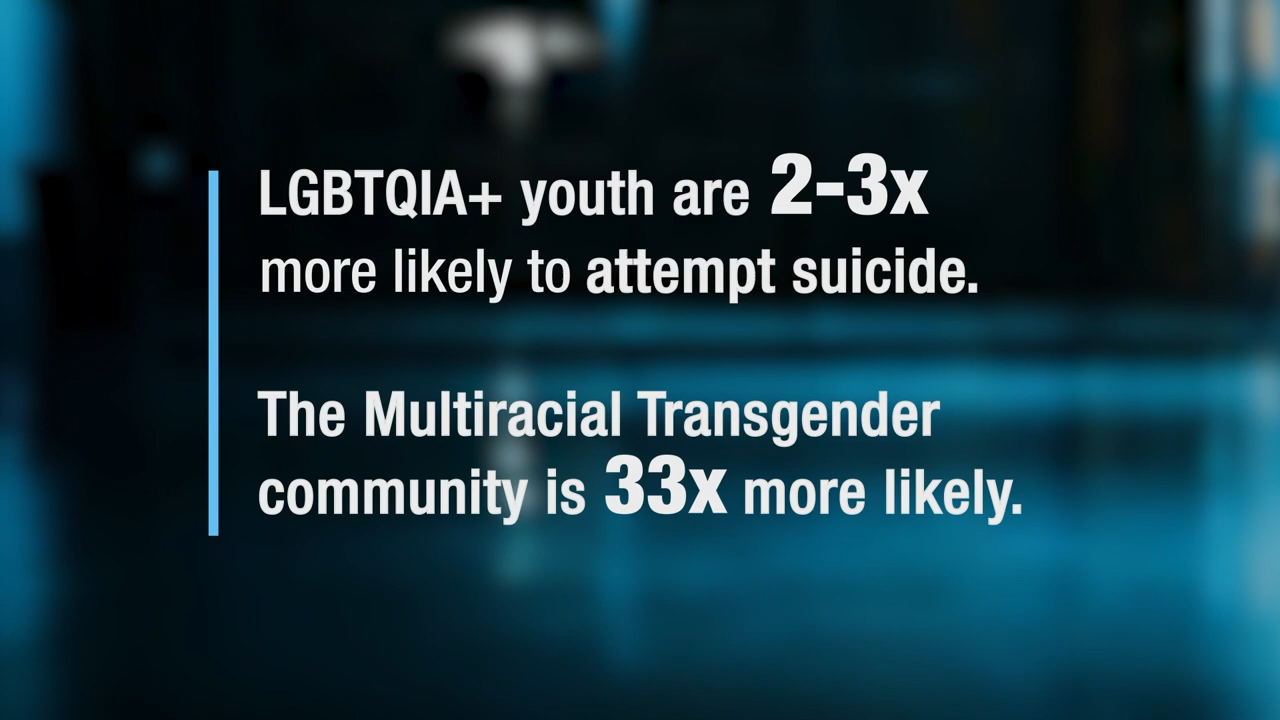 LGBTQIA+ youth are 2-3x
more likely to attempt suicide.
The Multiracial Transgender
community is 33x more likely.